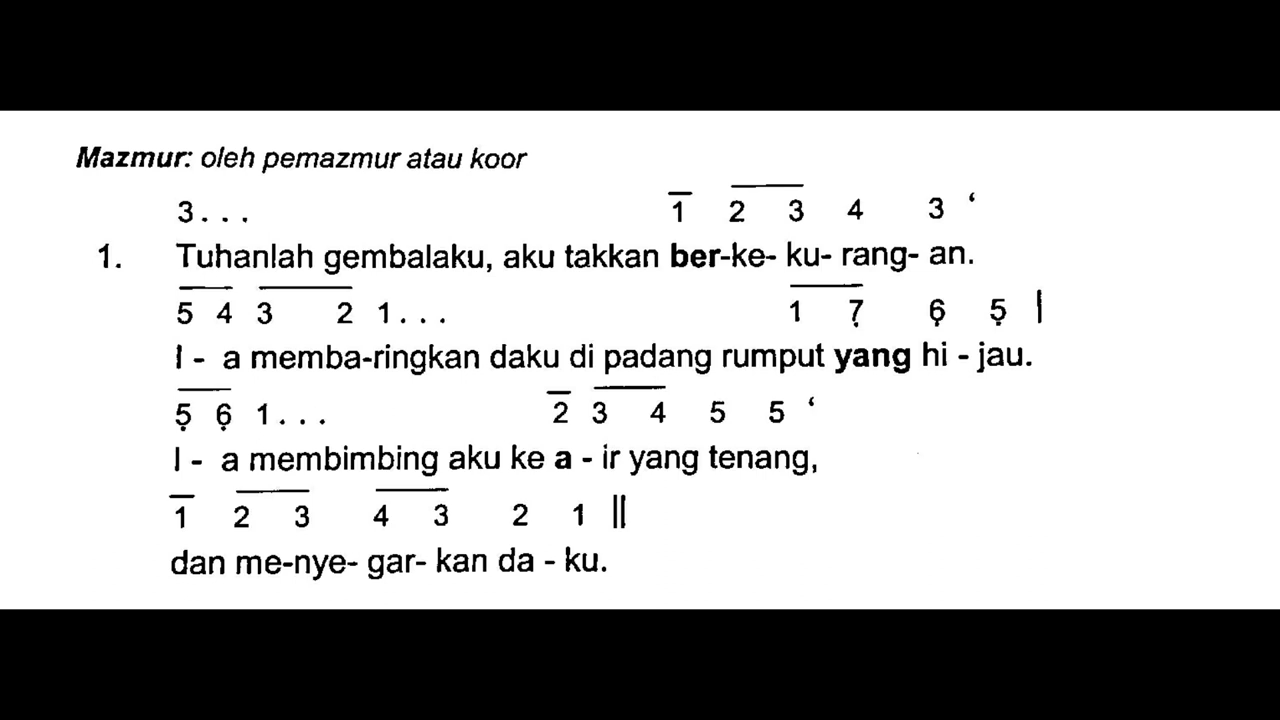 Mazmur: oleh pemazmur atau koor
3... 1̅ 2̅ 3̅ 4 3 ‘
1. Tuhanlah gembalaku, aku takkan ber-ke- ku- rang- an.
5̅ 4̅ 3̅ 2̅ 1... 1̅ 7̣̅ 6̣ 5̣ |
I - a memba-ringkan daku di padang rumput yang hi - jau.
5̣̅ 6̣̅ 1... 2̅ 3̅ 4̅ 5 5 ‘
I - a membimbing aku ke a - ir yang tenang,
1̅ 2̅ 3̅ 4̅ 3̅ 2 1 ||
dan me-nye- gar- kan da - ku.